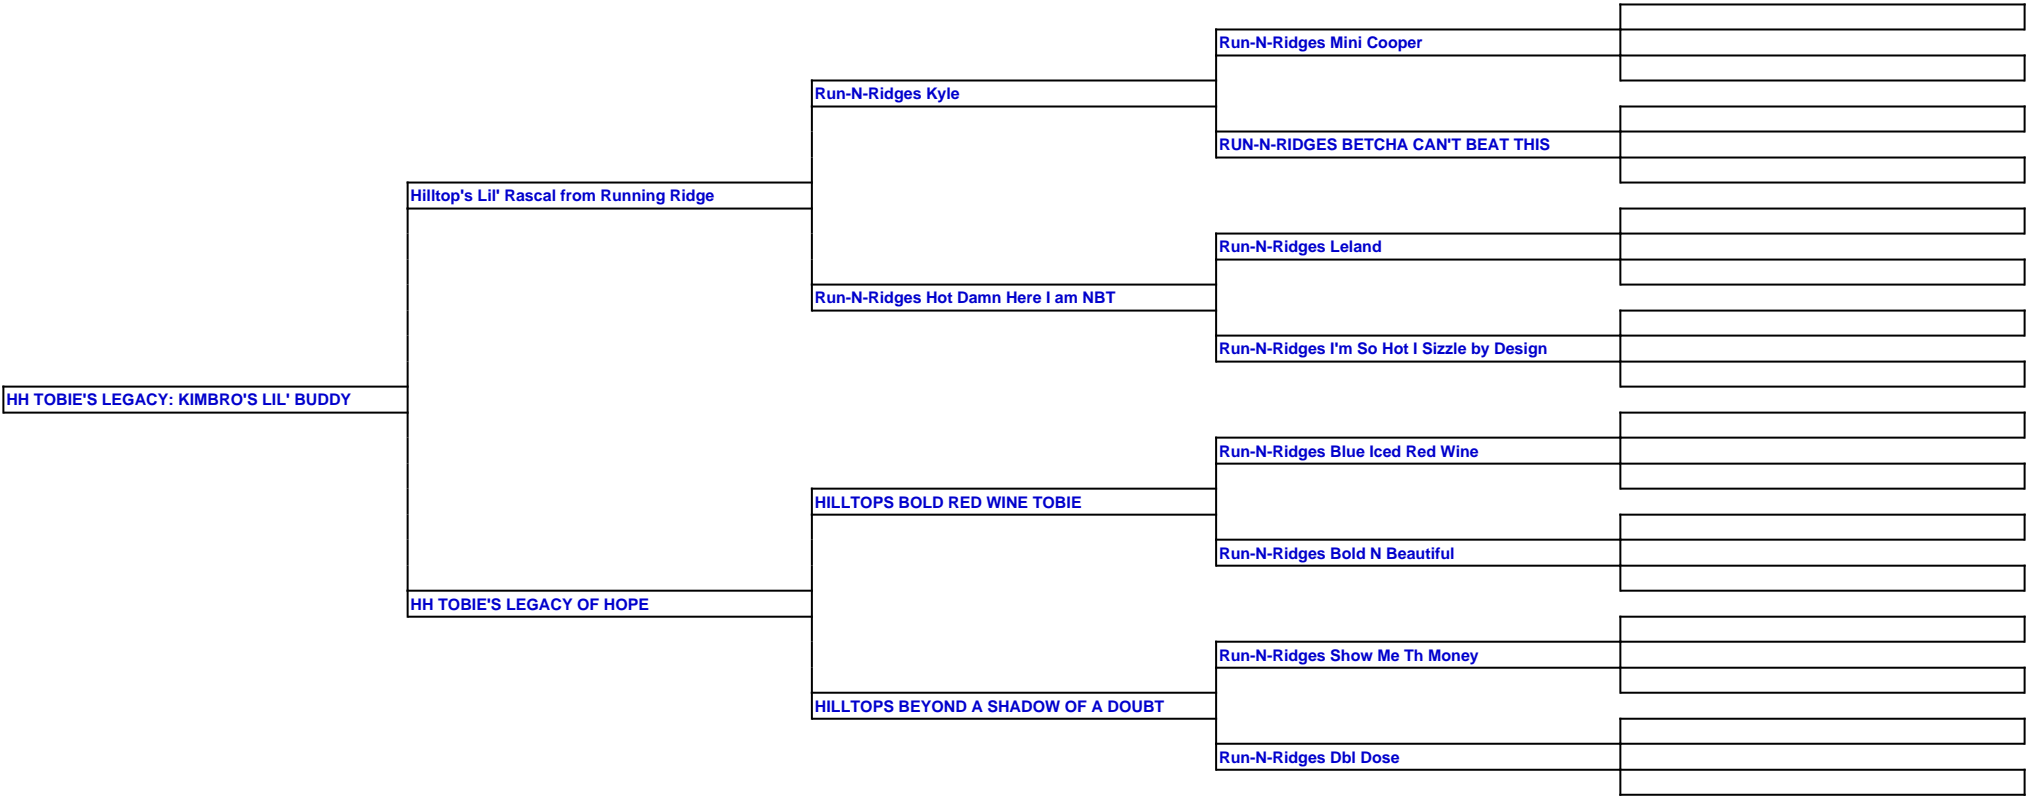 Run-N-Ridges Mini Cooper
Run-N-Ridges Kyle
RUN-N-RIDGES BETCHA CAN'T BEAT THIS
Hilltop's Lil' Rascal from Running Ridge
Run-N-Ridges Leland
Run-N-Ridges Hot Damn Here I am NBT
Run-N-Ridges I'm So Hot I Sizzle by Design
HH TOBIE'S LEGACY: KIMBRO'S LIL' BUDDY
Run-N-Ridges Blue Iced Red Wine
HILLTOPS BOLD RED WINE TOBIE
Run-N-Ridges Bold N Beautiful
HH TOBIE'S LEGACY OF HOPE
Run-N-Ridges Show Me Th Money
HILLTOPS BEYOND A SHADOW OF A DOUBT
Run-N-Ridges Dbl Dose